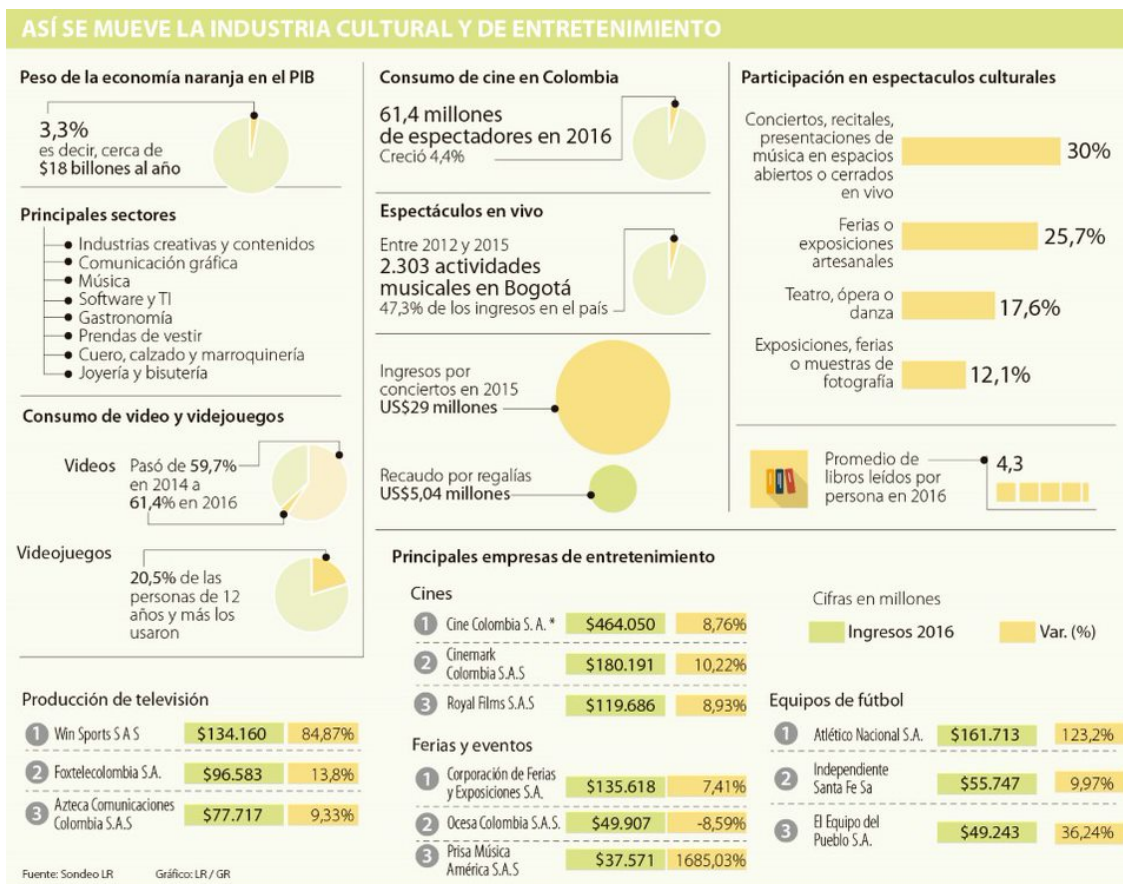 ASÍ SE MUEVE LA INDUSTRIA CULTURAL Y DE ENTRETENIMIENTO
Peso de la economía naranja en el PIB
3,3%
es decir, cerca de
$18 billones al año
Principales sectores
Industrias creativas y contenidos
Comunicación gráfica
Música
Software y TI
Gastronomía
Prendas de vestir
Cuero, calzado y marroquinería
Joyería y bisutería
Consumo de video y videjouegos
Videos
Pasó de 59,7%
en 2014 a
61,4% en 2016
Videojuegos
20,5% de las
personas de 12
años y más los
usaron
Consumo de cine en Colombia
61,4 millones
de espectadores en 2016
Creció 4,4%
Espectáculos en vivo
Entre 2012 y 2015
2.303 actividades
musicales en Bogotá
47,3% de los ingresos en el país
Ingresos por
conciertos en 2015
US$29 millones
Recaudo por regalías
US$5,04 millones
Participación en espectaculos culturales
Conciertos, recitales,
presentaciones de
música en espacios
abiertos o cerrados
en vivo
30%
Ferias o
exposiciones
artesanales
25,7%
Teatro, ópera o
danza
17,6%
Exposiciones, ferias
o muestras de
fotografía
12,1%
Promedio de
libros leídos por
persona en 2016
4,3
Principales empresas de entretenimiento
Cifras en millones
Ingresos 2016
Var. (%)
Cines
1 Cine Colombia S. A. * $464.050 8,76%
2 Cinemark
Colombia S.A.S $180.191 10,22%
3 Royal Films S.A.S $119.686 8,93%
Ferias y eventos
1 Corporación de Ferias
y Exposiciones S.A. $135.618 7,41%
2 Ocesa Colombia S.A.S. $49.907 -8,59%
3 Prisa Música
América S.A.S $37.571 1685,03%
Producción de televisión
1 Win Sports S A S $134.160 84,87%
2 Foxtelecolombia S.A. $96.583 13,8%
3 Azteca Comunicaciones
Colombia S.A.S $77.717 9,33%
Equipos de fútbol
1 Atlético Nacional S.A. $161.713 123,2%
2 Independiente
Santa Fe Sa $55.747 9,97%
3 El Equipo del
Pueblo S.A. $49.243 36,24%
Fuente: Sondeo LR Gráfico: LR / GR